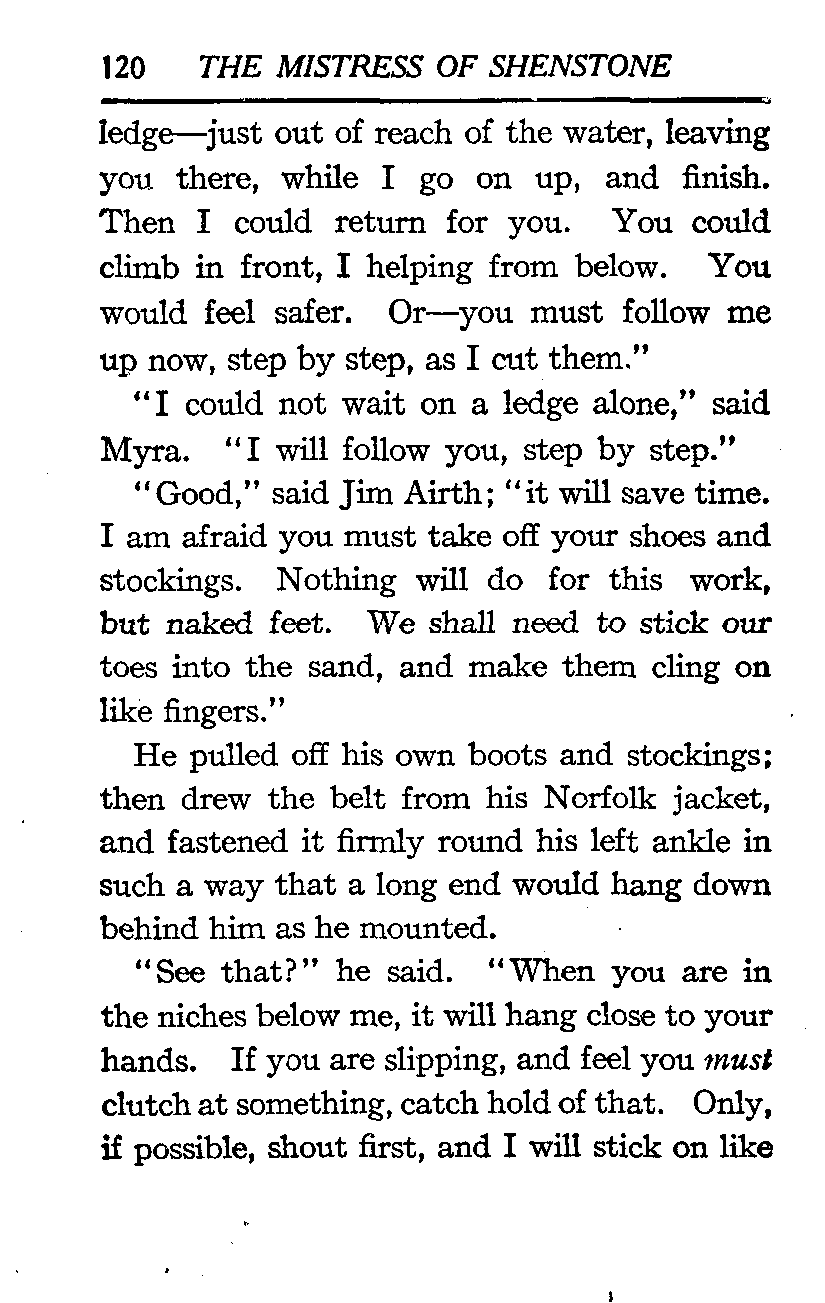 120 THE MISTRESS OF SHENSTONE
ledge—just out of reach of the water, leaving
you there, while I go on up, and finish.
Then I could return for you. You could
climb in front, I helping from below. You
would feel safer. Or—you must follow me
up now, step by step, as I cut them."
"I could not wait on a ledge alone," said
Myra. "I will follow you, step by step."
"Good," said Jim Airth; "it will save time.
I am afraid you must take off your shoes and
stockings. Nothing will do for this work,
but naked feet. We shall need to stick our
toes into the sand, and make them cling on
like fingers."
He pulled off his own boots and stockings;
then drew the belt from his Norfolk jacket,
and fastened it firmly round his left ankle in
such a way that a long end would hang down
behind him as he mounted.
"See that?" he said. "When you are in
the niches below me, it will hang close to your
hands. If you are slipping, and feel you must
clutch at something, catch hold of that. Only,
if possible, shout first, and I will stick on like